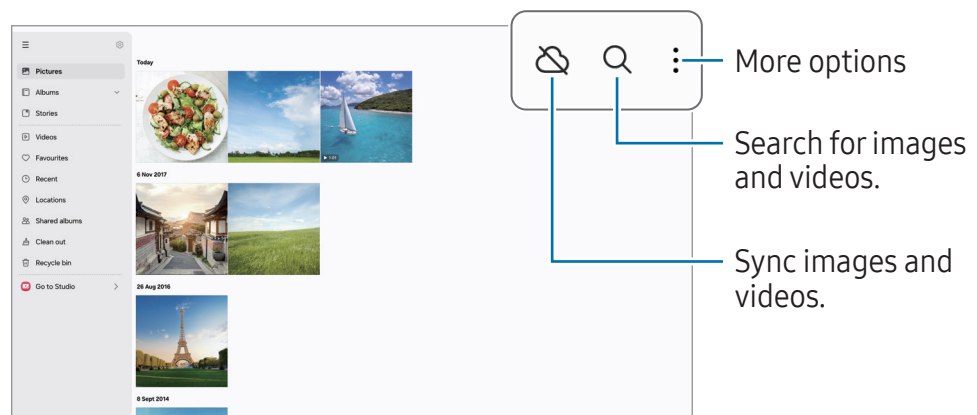 Pictures
Albums
Stories
Videos
Favourites
Recent
Locations
Shared albums
Clean out
Recycle bin
Go to Studio
Today
6 Nov 2017
26 Aug 2016
8 Sept 2014
More options
Search for images
and videos.
Sync images and
videos.